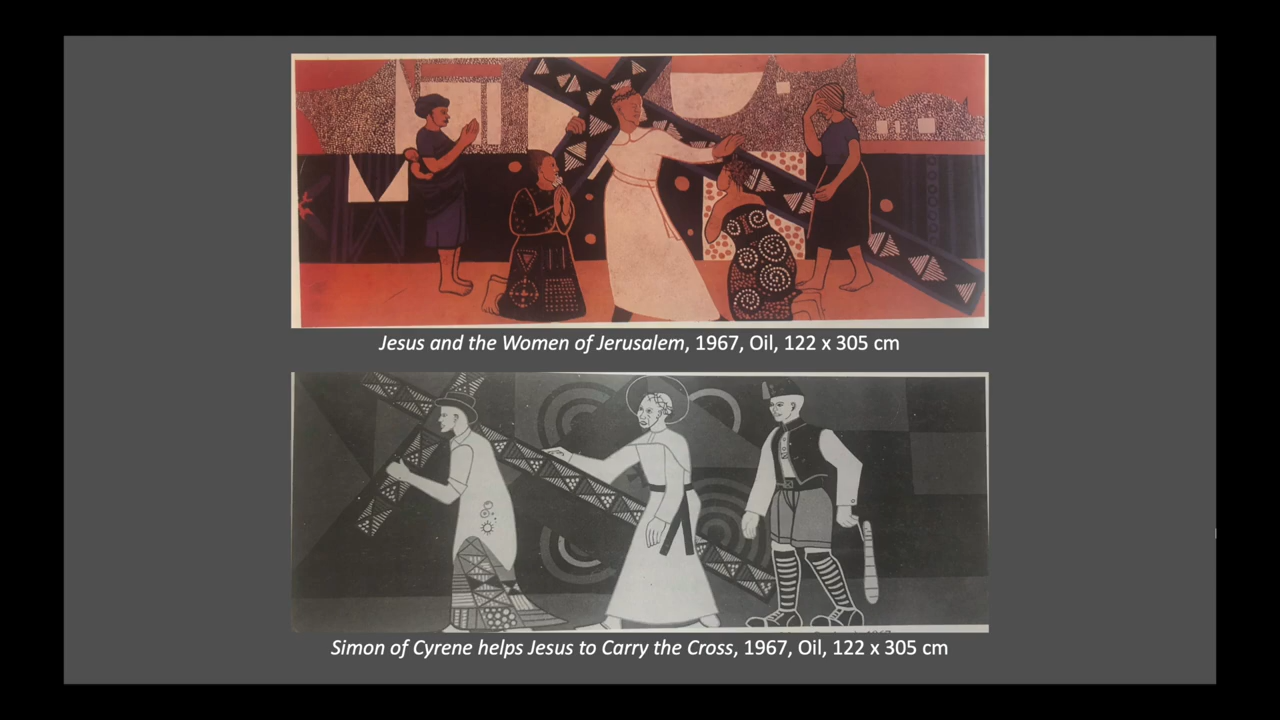 Jesus and the Women of Jerusalem, 1967, Oil, 122 x 305 cm
Simon of Cyrene helps Jesus to Carry the Cross, 1967, Oil, 122 x 305 cm